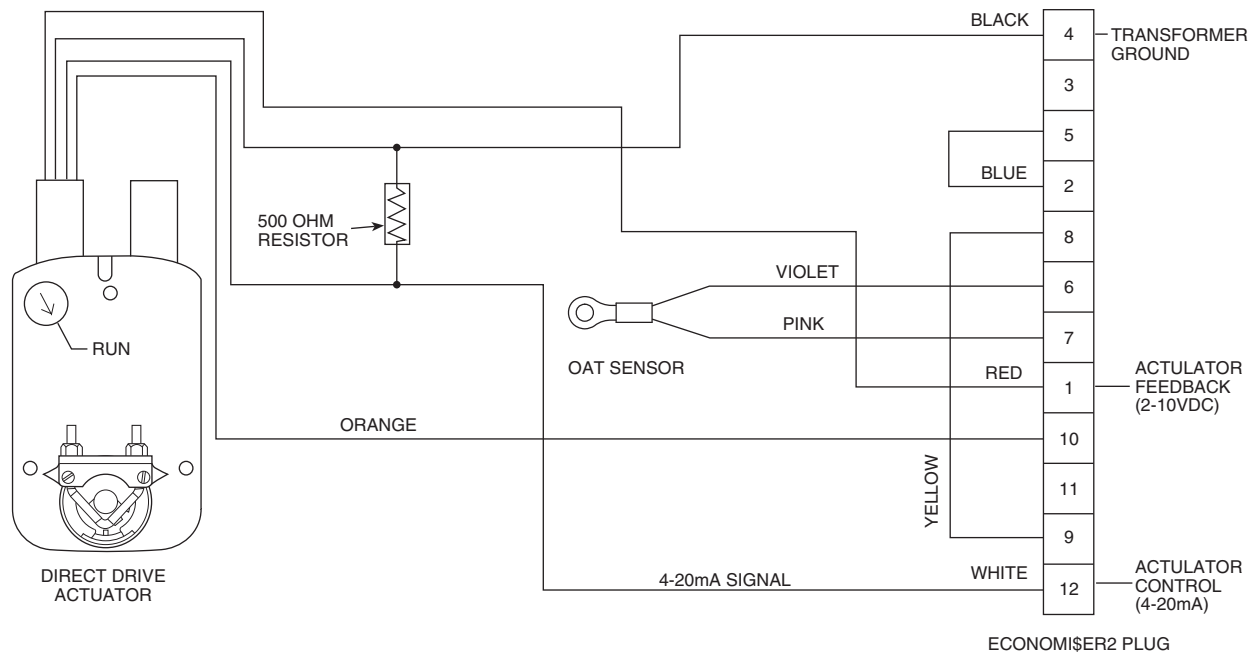 BLACK
4
TRANSFORMER
GROUND
3
5
BLUE
2
500 OHM
RESISTOR
8
VIOLET
6
RUN
PINK
7
OAT SENSOR
RED
1
ACTULATOR
FEEDBACK
(2-10VDC)
ORANGE
10
YELLOW
11
9
DIRECT DRIVE
ACTUATOR
4-20mA SIGNAL
WHITE
12
ACTULATOR
CONTROL
(4-20mA)
ECONOMI$ER2 PLUG